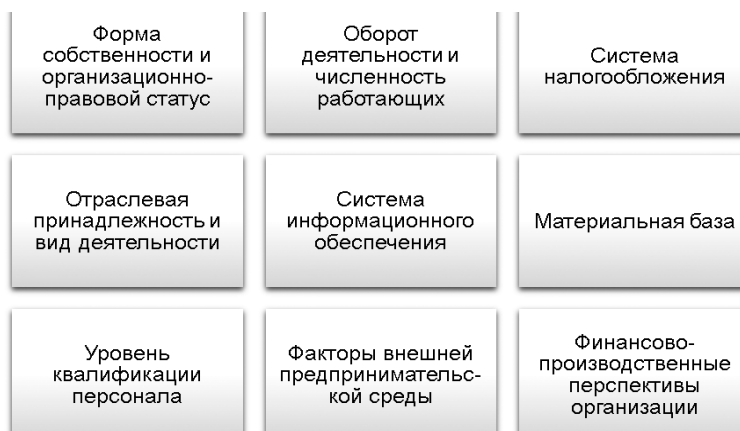 Форма
собственности и
организационно-
правовой статус
Оборот
деятельности и
численность
работающих
Система
налогообложения
Отраслевая
принадлежность и
вид деятельности
Система
информационного
обеспечения
Материальная база
Уровень
квалификации
персонала
Факторы внешней
предпринимательс-
кой среды
Финансово-
производственные
перспективы
организации